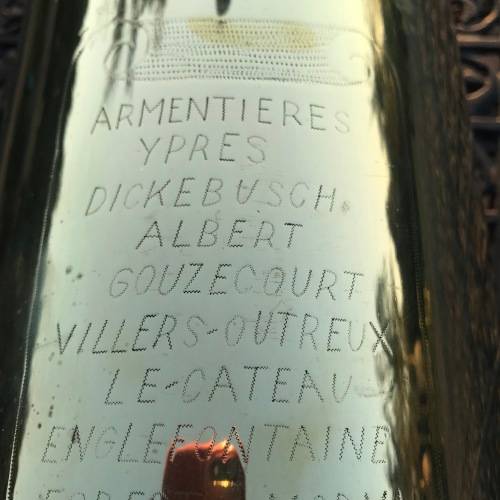 ARMENTIERES
YPRES
DICKEBUSCH.
ALBERT
GOUZECOURT
VILLERS-OUTREUX
LE-CATEAU
ENGLEFONTAINE